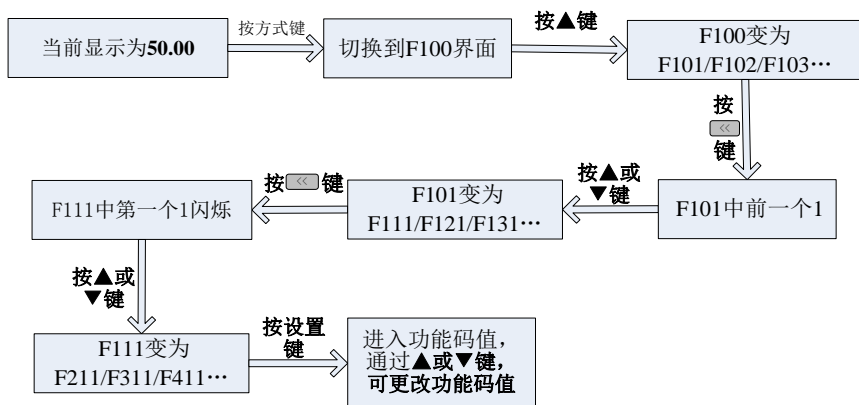 当前显示为50.00
按方式键
切换到F100界面
按▲键
F100变为
F101/F102/F103…
按
<<
键
F101中前一个1
按▲或
▼键
F101变为
F111/F121/F131…
按<<键
F111中第一个1闪烁
按▲或
▼键
F111变为
F211/F311/F411…
按设置
键
进入功能码值，
通过▲或▼键，
可更改功能码值